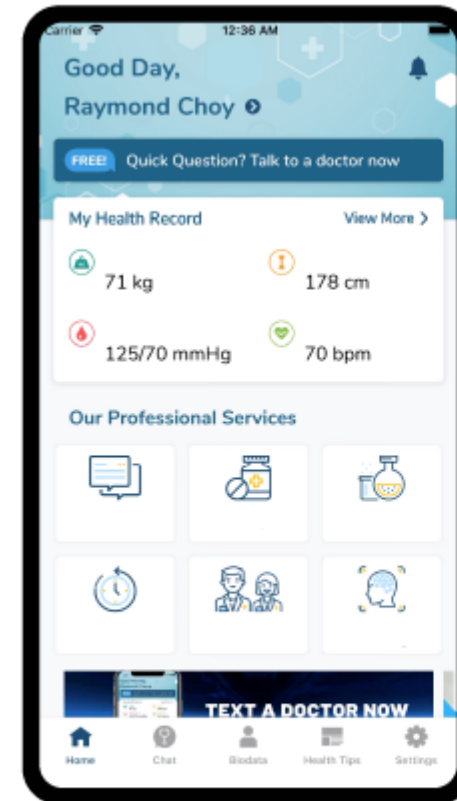 Carrier 12:36 AM
Good Day,
Raymond Choy
FREE! Quick Question? Talk to a doctor now
My Health Record View More
71 kg 178 cm
125/70 mmHg 70 bpm
Our Professional Services
TEXT A DOCTOR NOW
Home Chat Biodata Health Tips Settings